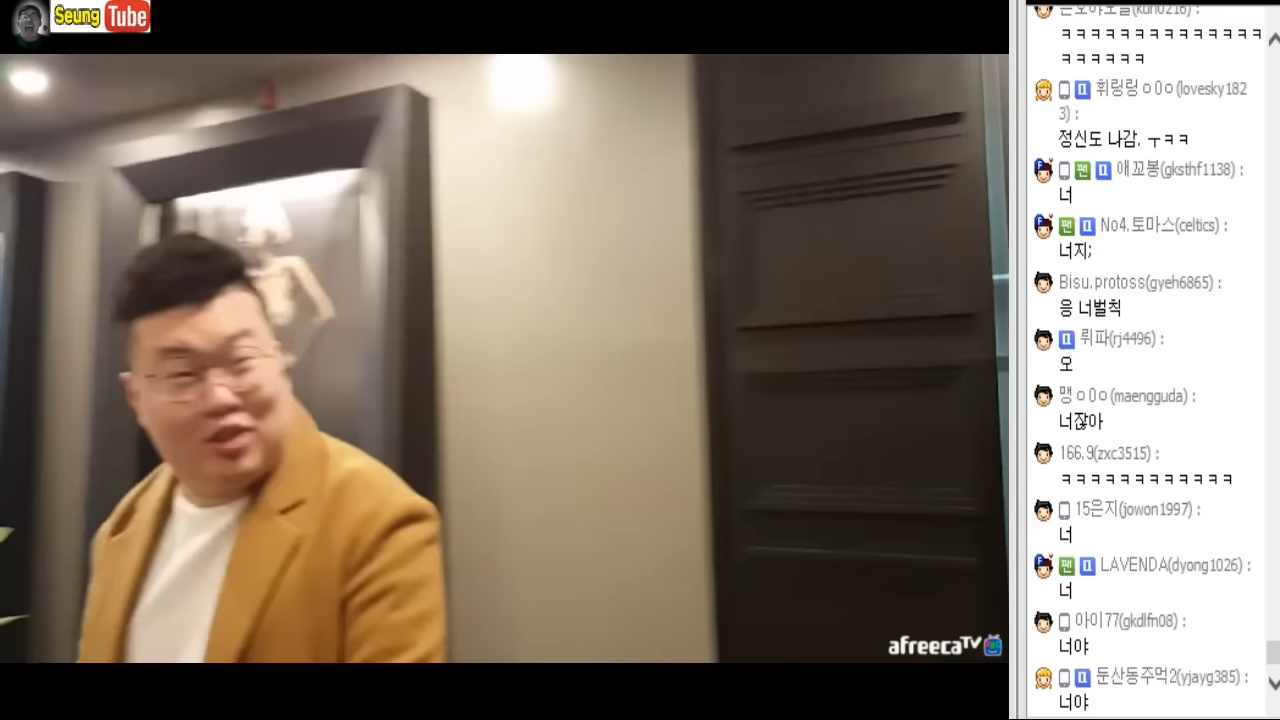 Seung Tube
ㅋㅋㅋㅋㅋㅋㅋㅋㅋㅋㅋㅋㅋㅋ
ㅋㅋㅋㅋㅋㅋ
휘링링ㅇ0ㅇ(lovesky182
3) :
정신도 나감. ㅜㅋㅋ
팬 애꼬봉(gksthf1138) :
너
팬 No4.토마스(celtics) :
너지;
Bisu.protoss(gyeh6865) :
응 너벌칙
뤼파(rj4496) :
오
맹ㅇ0ㅇ(maengguda) :
너잖아
166.9(zxc3515) :
ㅋㅋㅋㅋㅋㅋㅋㅋㅋㅋㅋㅋ
15은지(jowon1997) :
너
팬 LAVENDA(dyong1026) :
너
아이77(gkdlfn08) :
너야
둔산동주먹2(yjayg385) :
너야
afreecaTV